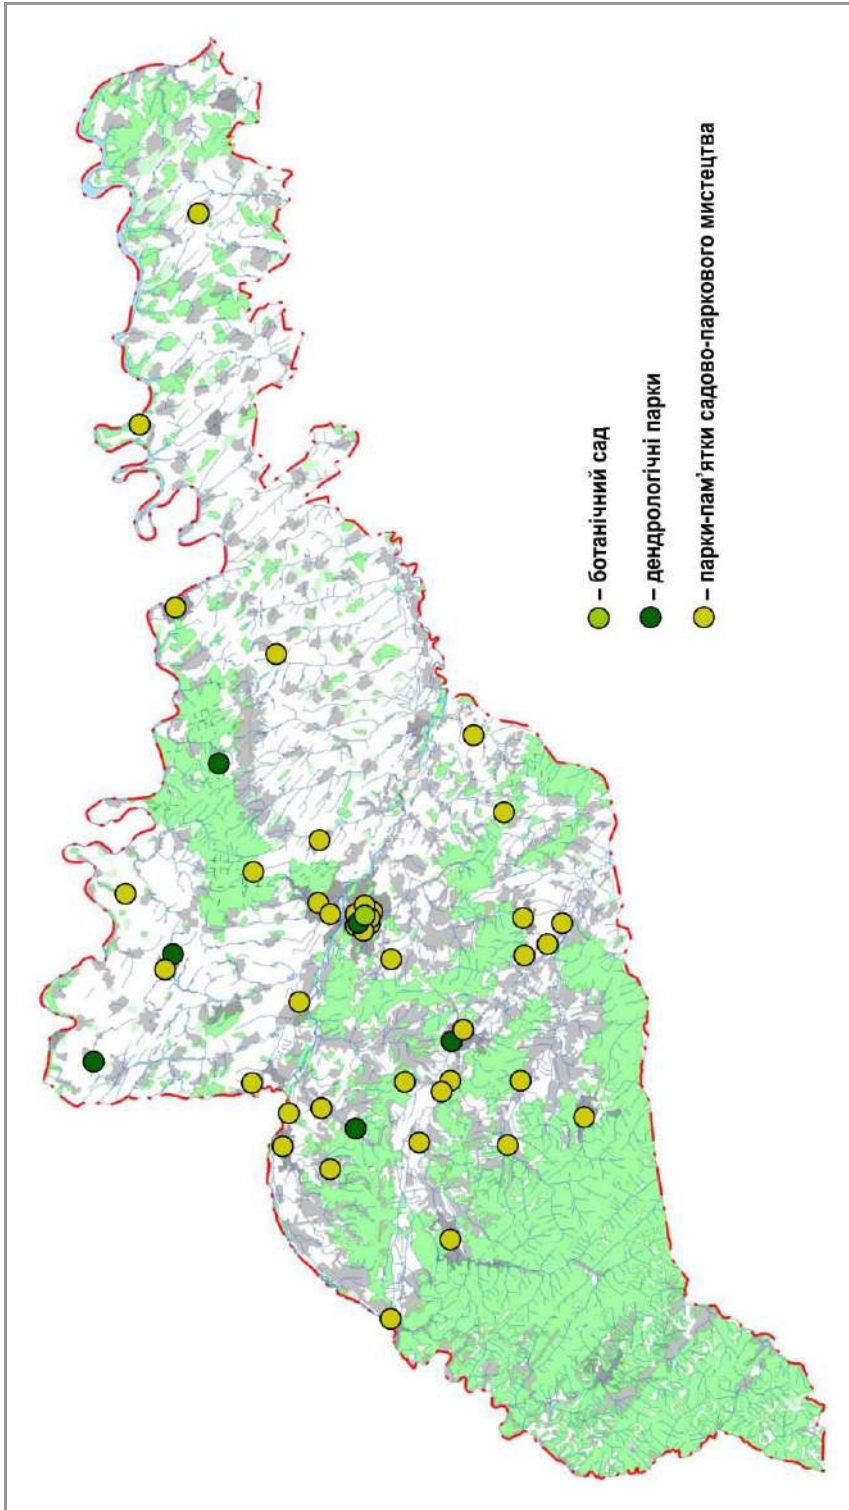 – ботанічний сад
– дендрологічні парки
– парки-пам’ятки садово-паркового мистецтва